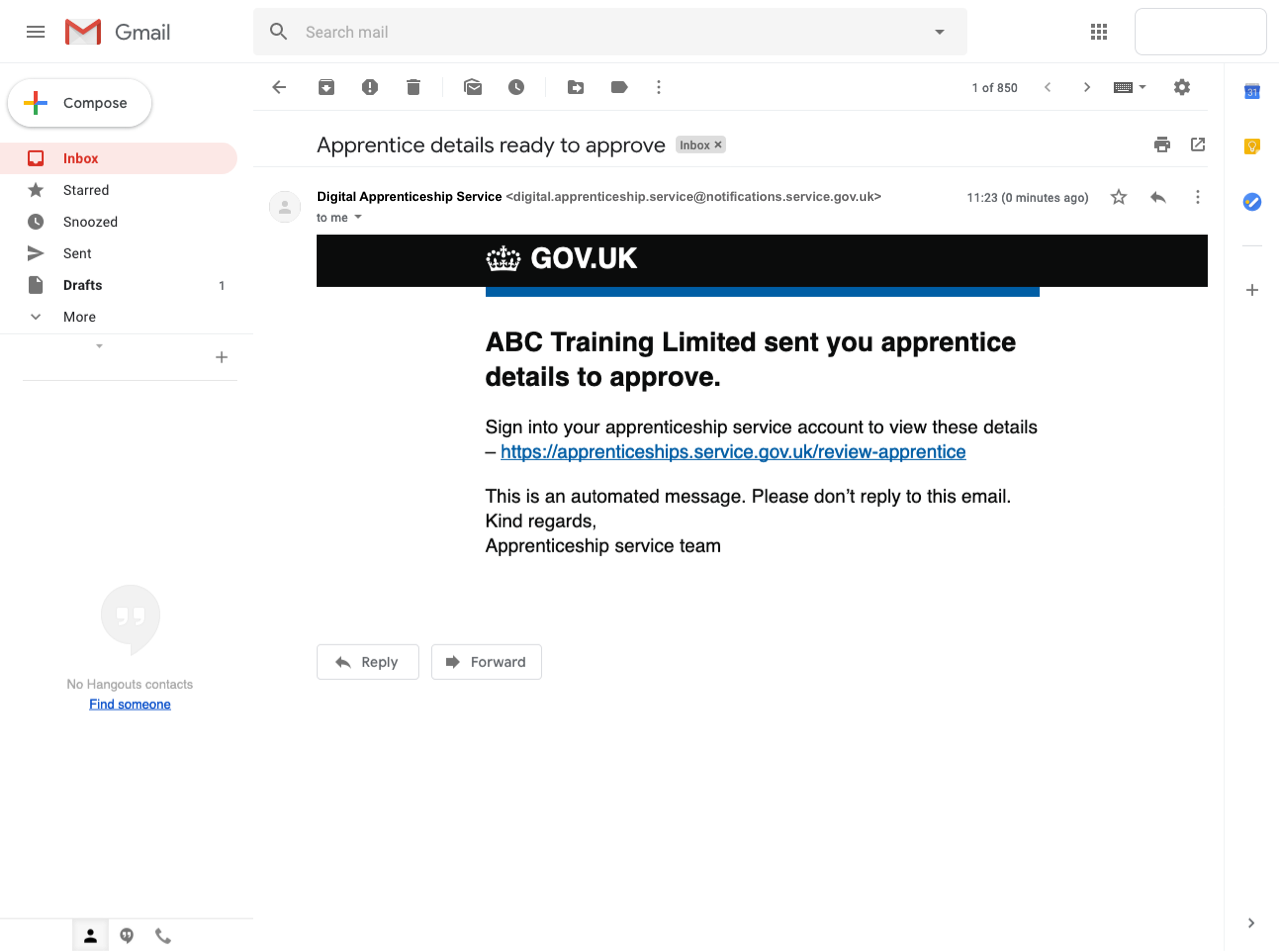 Gmail
Search mail
Compose
1 of 850
Inbox
Starred
Snoozed
Sent
Drafts 1
More
No Hangouts contacts
Find someone
Apprentice details ready to approve Inbox ×
Digital Apprenticeship Service <digital.apprenticeship.service@notifications.service.gov.uk> 11:23 (0 minutes ago)
to me
GOV.UK
ABC Training Limited sent you apprentice
details to approve.
Sign into your apprenticeship service account to view these details
– https://apprenticeships.service.gov.uk/review-apprentice
This is an automated message. Please don’t reply to this email.
Kind regards,
Apprenticeship service team
Reply Forward
31